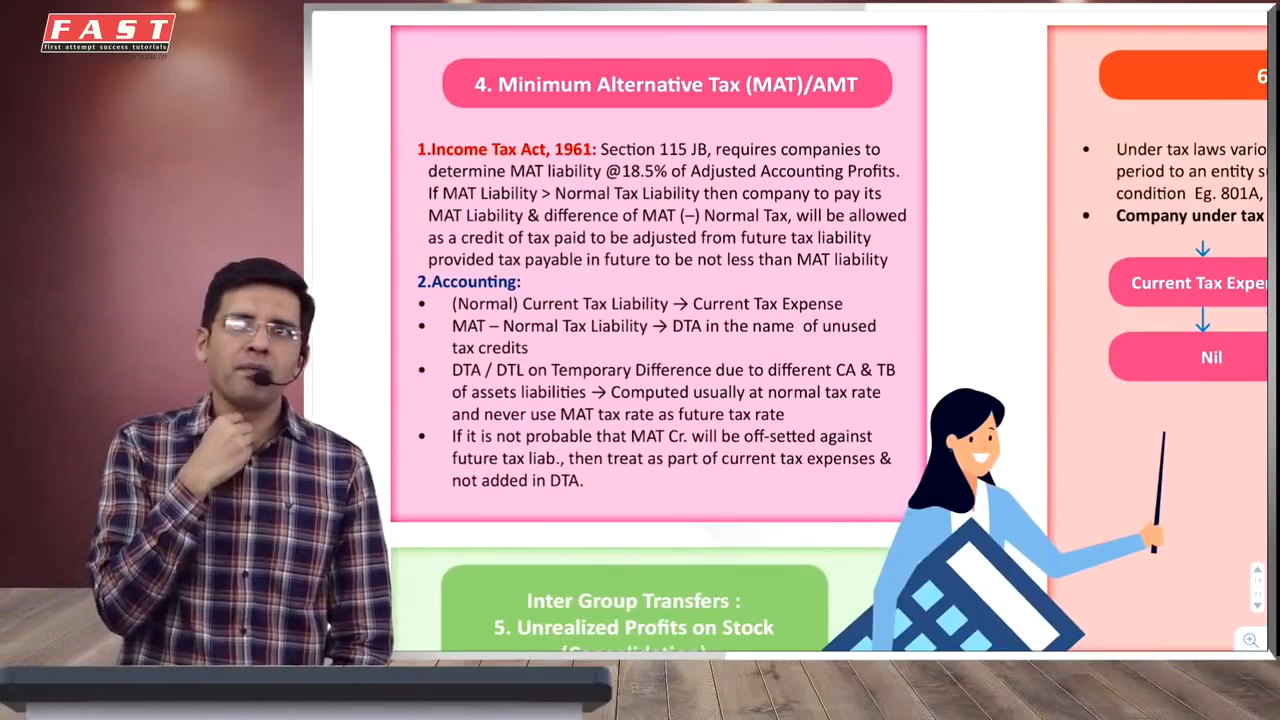 FAST
first attempt success tutorials
4. Minimum Alternative Tax (MAT)/AMT
1.Income Tax Act, 1961: Section 115 JB, requires companies to
determine MAT liability @18.5% of Adjusted Accounting Profits.
If MAT Liability > Normal Tax Liability then company to pay its
MAT Liability & difference of MAT (–) Normal Tax, will be allowed
as a credit of tax paid to be adjusted from future tax liability
provided tax payable in future to be not less than MAT liability
2.Accounting:
• (Normal) Current Tax Liability → Current Tax Expense
• MAT – Normal Tax Liability → DTA in the name of unused
tax credits
• DTA / DTL on Temporary Difference due to different CA & TB
of assets liabilities → Computed usually at normal tax rate
and never use MAT tax rate as future tax rate
• If it is not probable that MAT Cr. will be off-setted against
future tax liab., then treat as part of current tax expenses &
not added in DTA.
Inter Group Transfers :
5. Unrealized Profits on Stock
6
• Under tax laws vario
period to an entity s
condition Eg. 801A,
• Company under tax
Current Tax Expe
Nil